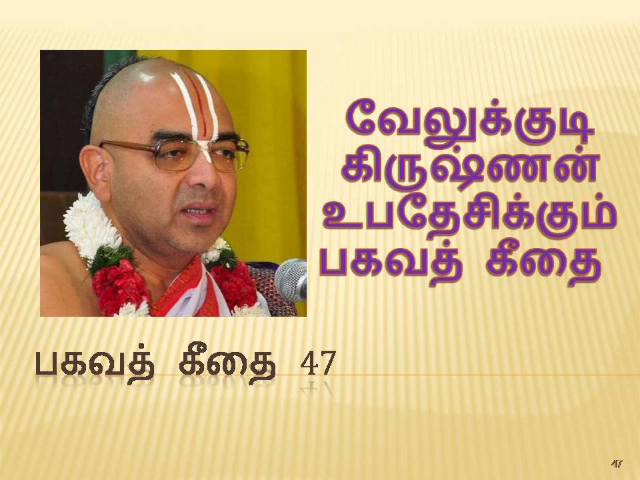 வேலுக்குடி
கிருஷ்ணன்
உபதேசிக்கும்
பகவத் கீதை
பகவத் கீதை 47